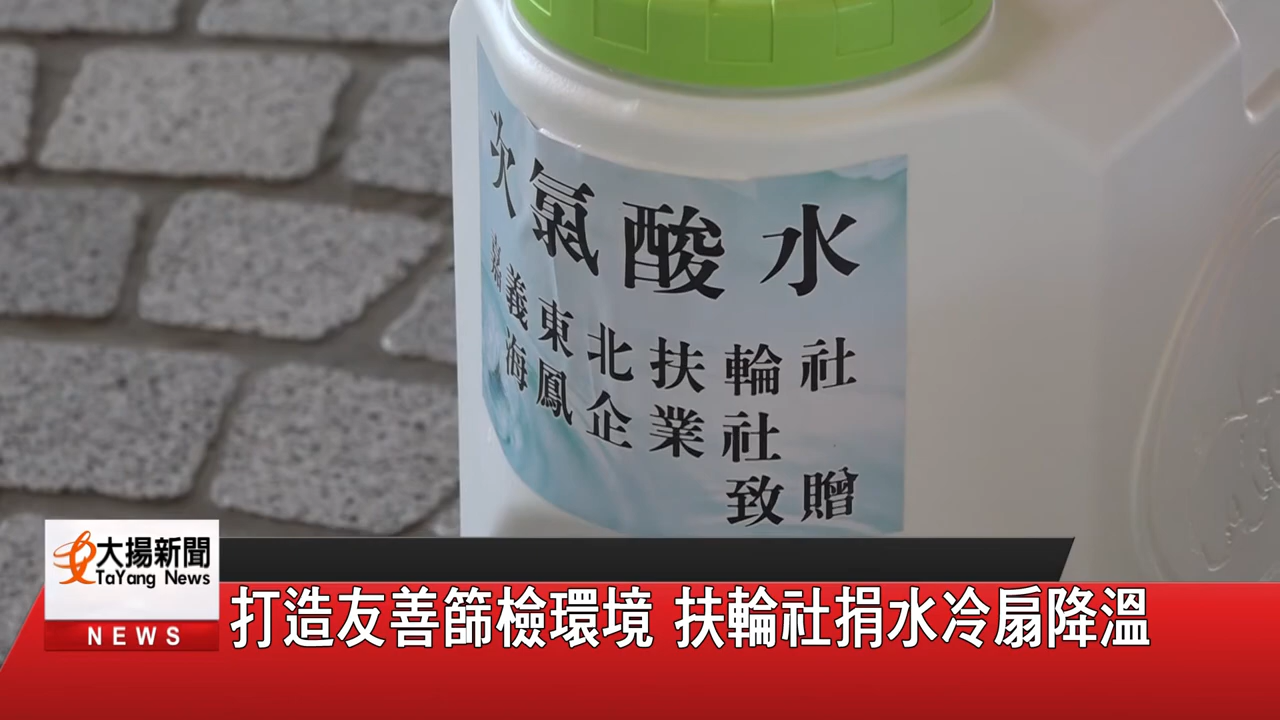 次氯酸水
嘉義東北扶輪社
海鳳企業社
致贈
大揚新聞
TaYang News
NEWS
打造友善篩檢環境 扶輪社捐水冷扇降溫